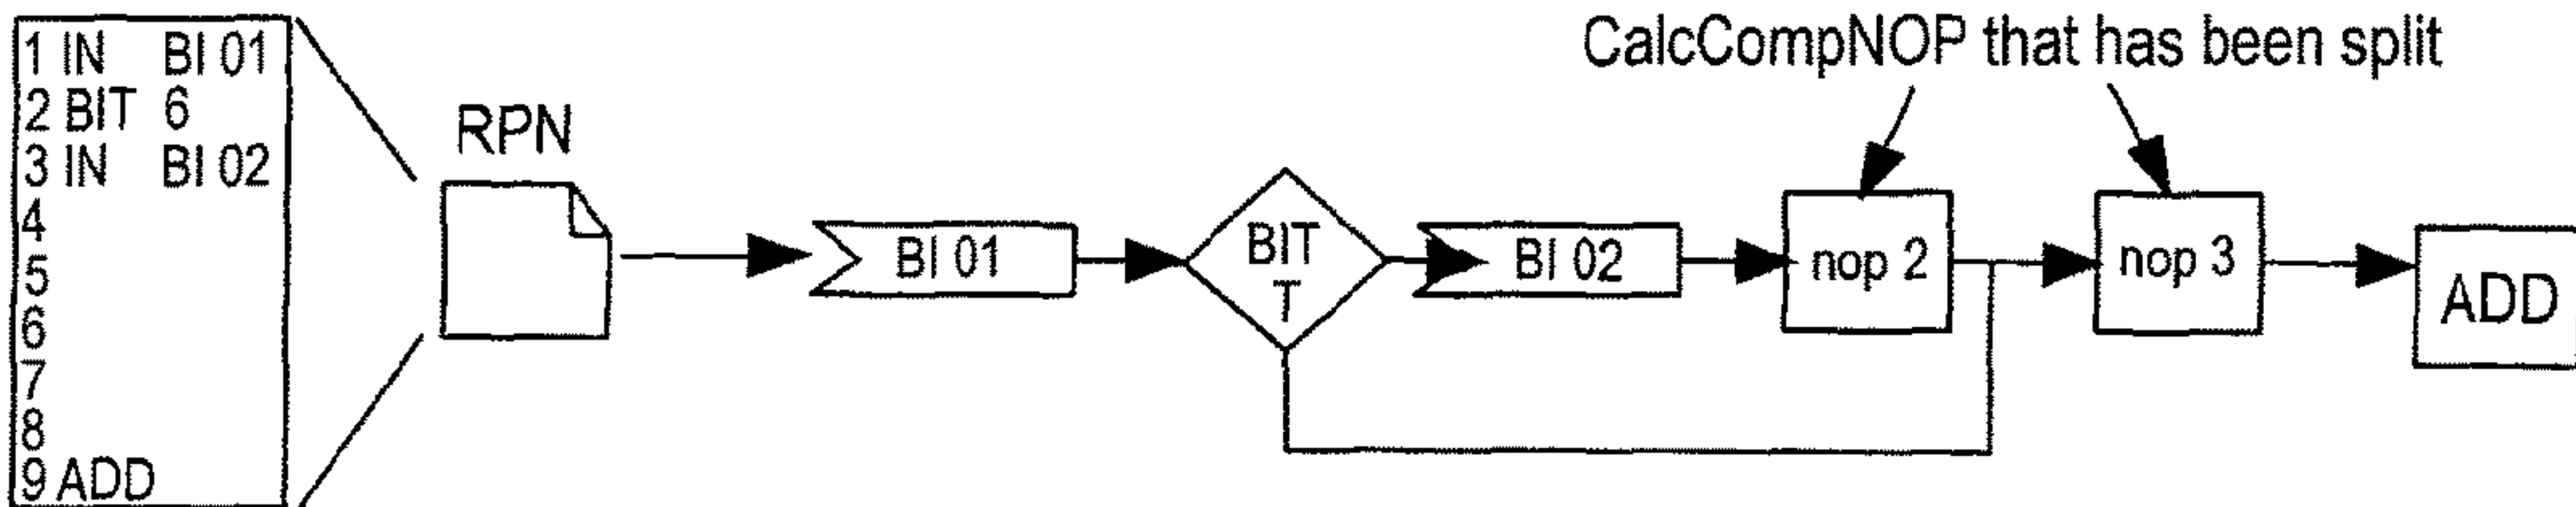 1 IN BI 01
2 BIT 6
3 IN BI 02
4
5
6
7
8
9 ADD
RPN
BI 01
BIT
T
BI 02
CalcCompNOP that has been split
nop 2
nop 3
ADD